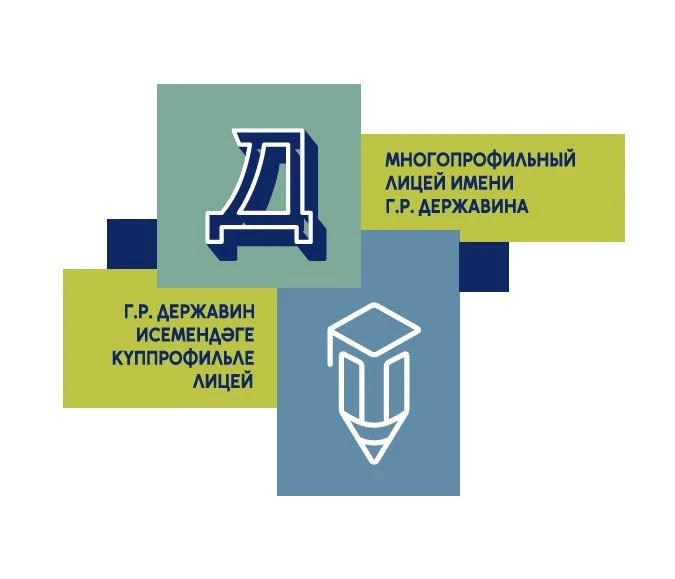 Д
МНОГОПРОФИЛЬНЫЙ
ЛИЦЕЙ ИМЕНИ
Г.Р. ДЕРЖАВИНА
Г.Р. ДЕРЖАВИН
ИСЕМЕНДӘГЕ
КҮППРОФИЛЬЛЕ
ЛИЦЕЙ